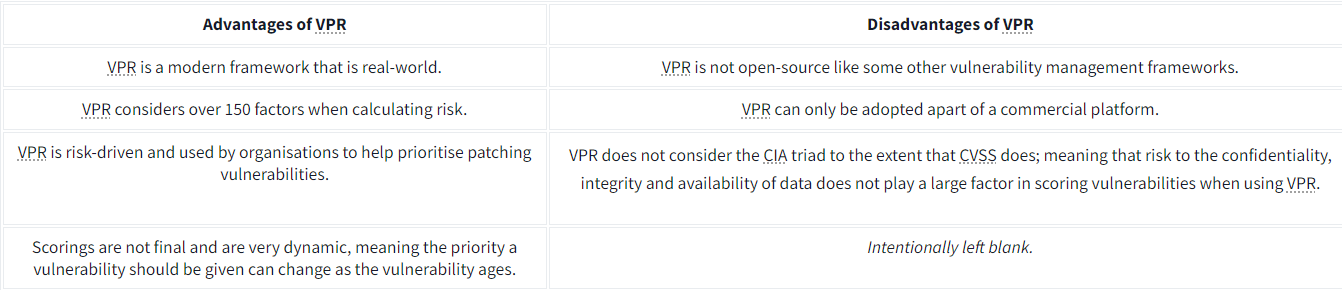 Advantages of VPR
Disadvantages of VPR
VPR is a modern framework that is real-world.
VPR is not open-source like some other vulnerability management frameworks.
VPR considers over 150 factors when calculating risk.
VPR can only be adopted apart of a commercial platform.
VPR is risk-driven and used by organisations to help prioritise patching
vulnerabilities.
VPR does not consider the CIA triad to the extent that CVSS does; meaning that risk to the confidentiality,
integrity and availability of data does not play a large factor in scoring vulnerabilities when using VPR.
Scorings are not final and are very dynamic, meaning the priority a
vulnerability should be given can change as the vulnerability ages.
Intentionally left blank.